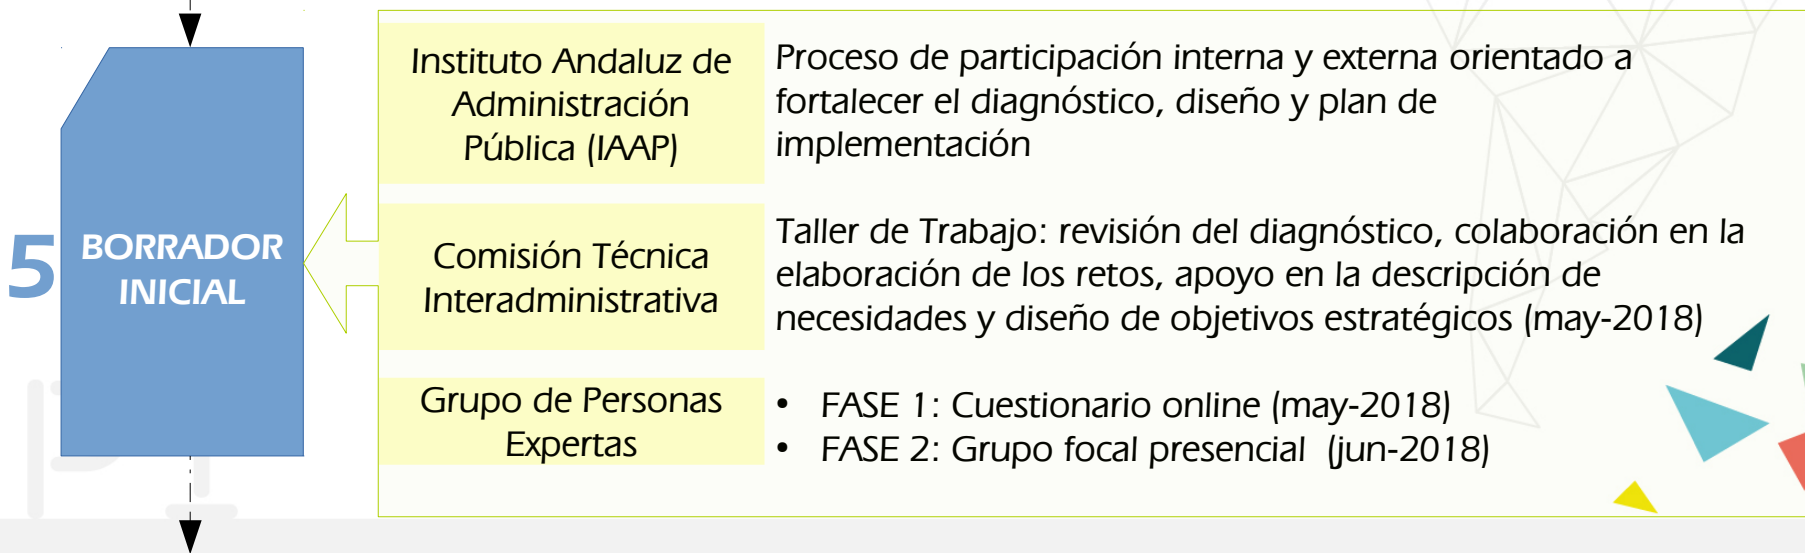 5
BORRADOR
INICIAL
Instituto Andaluz de
Administración
Pública (IAAP)
Proceso de participación interna y externa orientado a
fortalecer el diagnóstico, diseño y plan de
implementación
Comisión Técnica
Interadministrativa
Taller de Trabajo: revisión del diagnóstico, colaboración en la
elaboración de los retos, apoyo en la descripción de
necesidades y diseño de objetivos estratégicos (may-2018)
Grupo de Personas
Expertas
• FASE 1: Cuestionario online (may-2018)
• FASE 2: Grupo focal presencial (jun-2018)